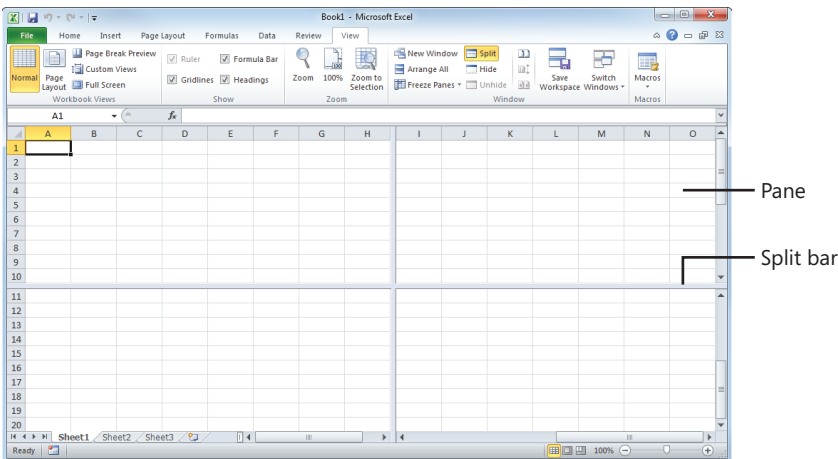 Book1 - Microsoft Excel
File Home Insert Page Layout Formulas Data Review View
Normal Page Layout Page Break Preview Custom Views Full Screen
Workbook Views
Ruler Formula Bar
Gridlines Headings
Show
Zoom 100% Zoom to Selection
Zoom
New Window Split
Arrange All Hide
Freeze Panes Unhide
Save Workspace Switch Windows
Window
Macros
Macros
A1 fx
A B C D E F G H I J K L M N O
1
2
3
4
5
6
7
8
9
10
11
12
13
14
15
16
17
18
19
20
Pane
Split bar
Sheet1 Sheet2 Sheet3
Ready 100%